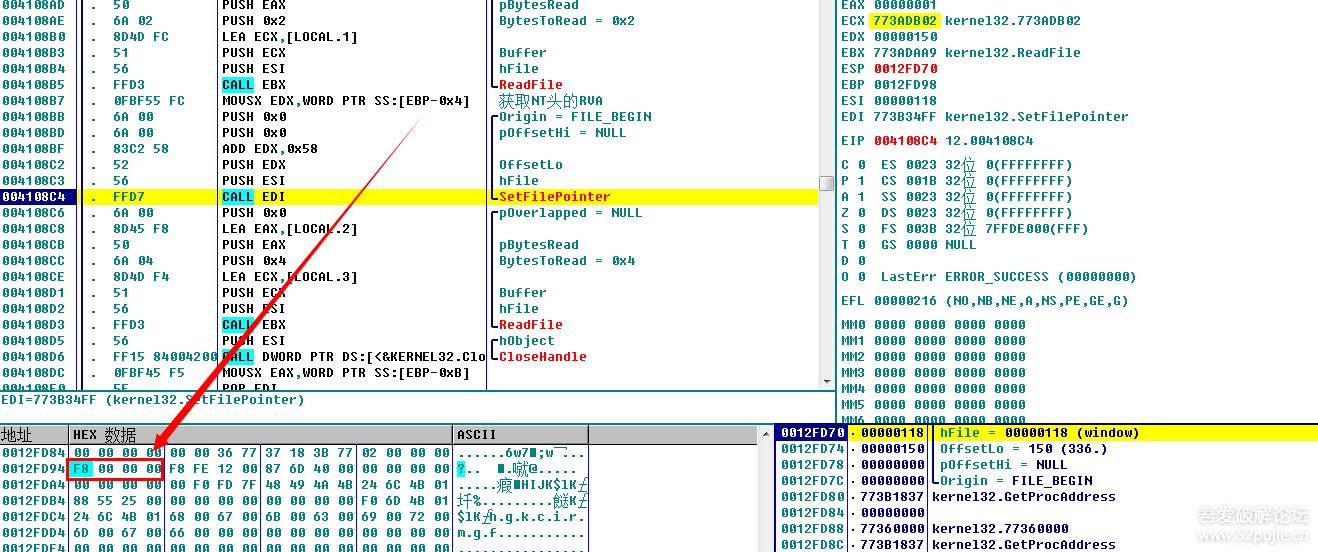 004108AD . 50 PUSH EAX pBytesRead
004108AE . 6A 02 PUSH 0x2 BytesToRead = 0x2
004108B0 . 8D4D FC LEA ECX,[LOCAL.1]
004108B3 . 51 PUSH ECX Buffer
004108B4 . 56 PUSH ESI hFile
004108B5 . FFD3 CALL EBX ReadFile
004108B7 . 0FBF55 FC MOVSX EDX,WORD PTR SS:[EBP-0x4] 获取NT头的RVA
004108BB . 6A 00 PUSH 0x0 Origin = FILE_BEGIN
004108BD . 6A 00 PUSH 0x0 pOffsetHi = NULL
004108BF . 83C2 58 ADD EDX,0x58
004108C2 . 52 PUSH EDX OffsetLo
004108C3 . 56 PUSH ESI hFile
004108C4 . FFD7 CALL EDI SetFilePointer
004108C6 . 6A 00 PUSH 0x0 pOverlapped = NULL
004108C8 . 8D45 F8 LEA EAX,[LOCAL.2]
004108CB . 50 PUSH EAX pBytesRead
004108CC . 6A 04 PUSH 0x4 BytesToRead = 0x4
004108CE . 8D4D F4 LEA ECX,[LOCAL.3]
004108D1 . 51 PUSH ECX Buffer
004108D2 . 56 PUSH ESI hFile
004108D3 . FFD3 CALL EBX ReadFile
004108D5 . 56 PUSH ESI hObject
004108D6 . FF15 84004200 CALL DWORD PTR DS:[<&KERNEL32.Clo CloseHandle
004108DC . 0FBF45 F5 MOVSX EAX,WORD PTR SS:[EBP-0xB]
004108E0 . 5F POP EDI
EDI=773B34FF (kernel32.SetFilePointer)
EAX 00000001
ECX 773ADB02 kernel32.773ADB02
EDX 00000150
EBX 773ADAA9 kernel32.ReadFile
ESP 0012FD70
EBP 0012FD98
ESI 00000118
EDI 773B34FF kernel32.SetFilePointer
EIP 004108C4 12.004108C4
C 0 ES 0023 32位 0(FFFFFFFF)
P 1 CS 001B 32位 0(FFFFFFFF)
A 1 SS 0023 32位 0(FFFFFFFF)
Z 0 DS 0023 32位 0(FFFFFFFF)
S 0 FS 003B 32位 7FFDE000(FFF)
T 0 GS 0000 NULL
D 0
O 0 LastErr ERROR_SUCCESS (00000000)
EFL 00000216 (NO,NB,NE,A,NS,PE,GE,G)
MM0 0000 0000 0000 0000
MM1 0000 0000 0000 0000
MM2 0000 0000 0000 0000
MM3 0000 0000 0000 0000
MM4 0000 0000 0000 0000
MM5 0000 0000 0000 0000
MM6 0000 0000 0000 0000
地址 HEX 数据 ASCII
0012FD84 00 00 00 00 00 00 36 77 37 18 3B 77 02 00 00 00
0012FD94 F8 00 00 00 F8 FE 12 00 87 6D 40 00 00 00 00 00
0012FDA4 00 00 00 00 00 F0 FD 7F 48 49 4A 4B 24 6C 4B 01
0012FDB4 88 55 25 00 00 00 00 00 00 00 00 00 F0 6D 4B 01
0012FDC4 24 6C 4B 01 68 00 67 00 6B 00 63 00 69 00 72 00
0012FDD4 6D 00 67 00 66 00 00 00 00 00 00 00 00 00 00 00 m.g.f...........
0012FDE4 00 00 00 00 00 00 00 00 00 00 00 00 00 00 00 00
0012FD70 00000118 hFile = 00000118 (window)
0012FD74 00000150 OffsetLo = 150 (336.)
0012FD78 00000000 pOffsetHi = NULL
0012FD7C 00000000 Origin = FILE_BEGIN
0012FD80 773B1837 kernel32.GetProcAddress
0012FD84 00000000
0012FD88 77360000 kernel32.77360000
0012FD8C 773B1837 kernel32.GetProcAddress
吾爱破解论坛
www.52pojie.cn